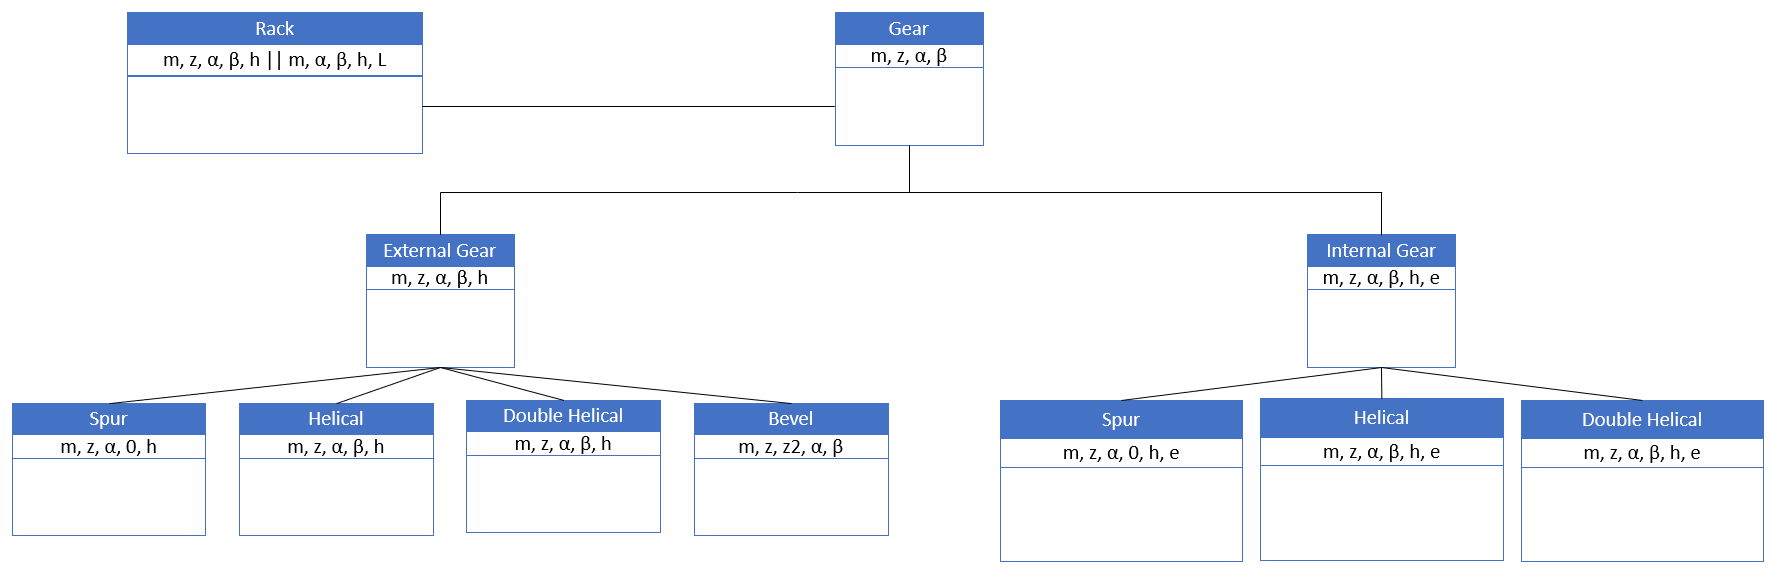 Rack
m, z, α, β, h || m, α, β, h, L
Gear
m, z, α, β
External Gear
m, z, α, β, h
Internal Gear
m, z, α, β, h, e
Spur
m, z, α, 0, h
Helical
m, z, α, β, h
Double Helical
m, z, α, β, h
Bevel
m, z, z2, α, β
Spur
m, z, α, 0, h, e
Helical
m, z, α, β, h, e
Double Helical
m, z, α, β, h, e